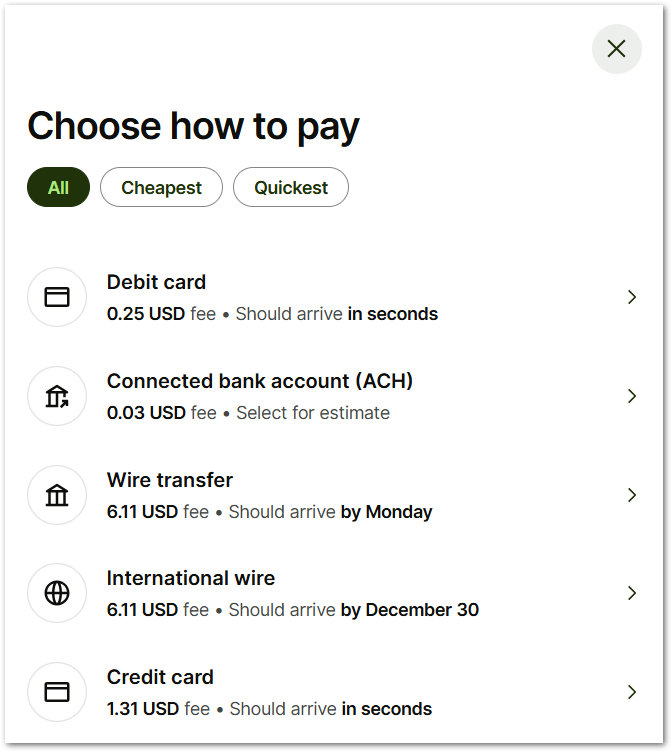 Choose how to pay
All Cheapest Quickest
Debit card
0.25 USD fee • Should arrive in seconds
Connected bank account (ACH)
0.03 USD fee • Select for estimate
Wire transfer
6.11 USD fee • Should arrive by Monday
International wire
6.11 USD fee • Should arrive by December 30
Credit card
1.31 USD fee • Should arrive in seconds